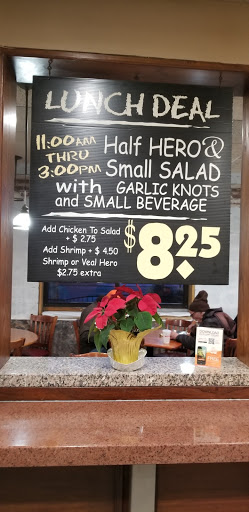 LUNCH DEAL
11:00AM THRU 3:00PM
Half HERO &
Small SALAD
with GARLIC KNOTS
and SMALL BEVERAGE
Add Chicken To Salad
+ $ 2.75
Add Shrimp + $ 4.50
Shrimp or Veal Hero
$2.75 extra
$8.25